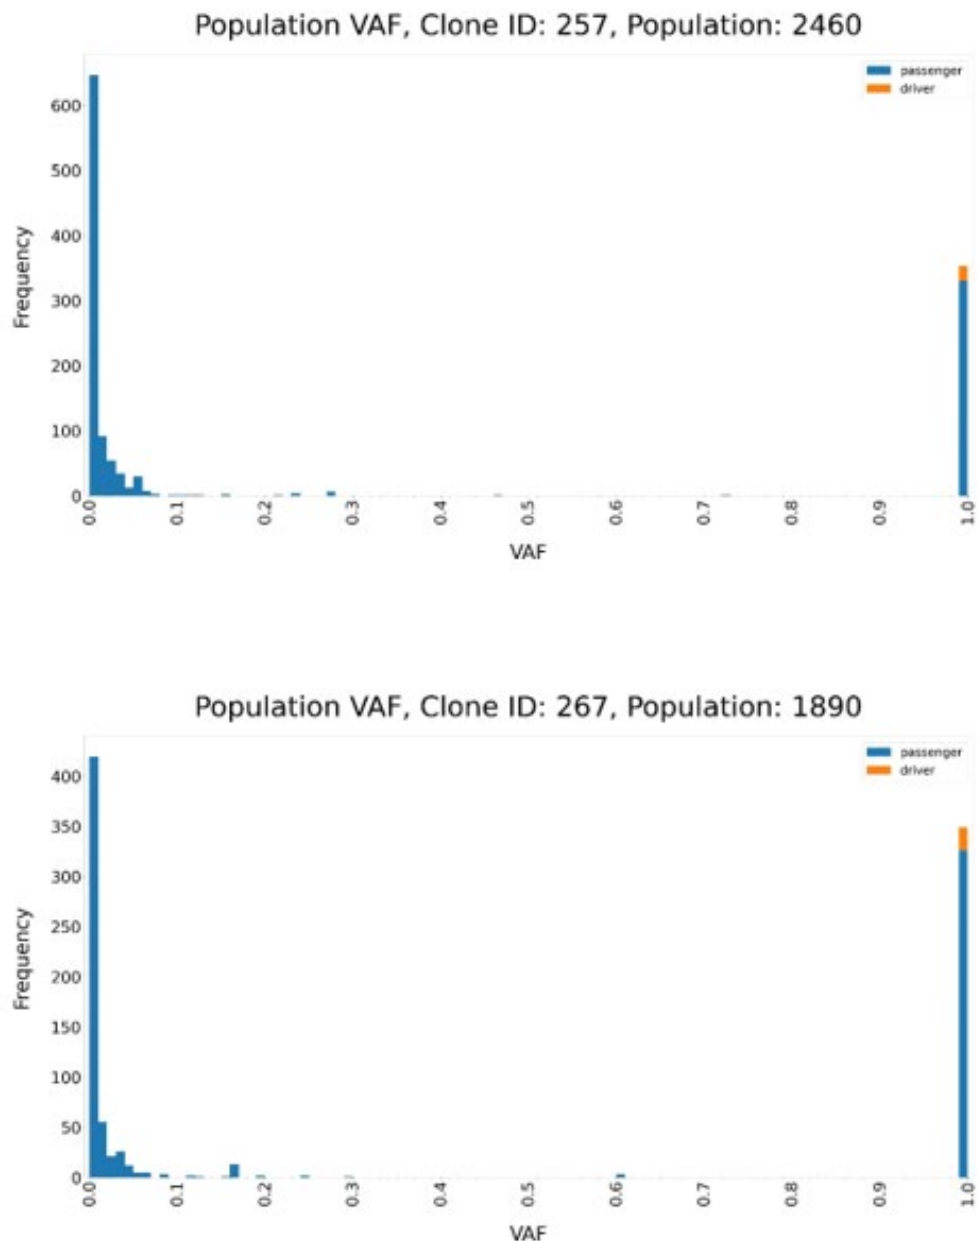 Population VAF, Clone ID: 257, Population: 2460
passenger
driver
Frequency
600
500
400
300
200
100
0
0.0 0.1 0.2 0.3 0.4 0.5 0.6 0.7 0.8 0.9 1.0
VAF
Population VAF, Clone ID: 267, Population: 1890
passenger
driver
Frequency
400
350
300
250
200
150
100
50
0
0.0 0.1 0.2 0.3 0.4 0.5 0.6 0.7 0.8 0.9 1.0
VAF